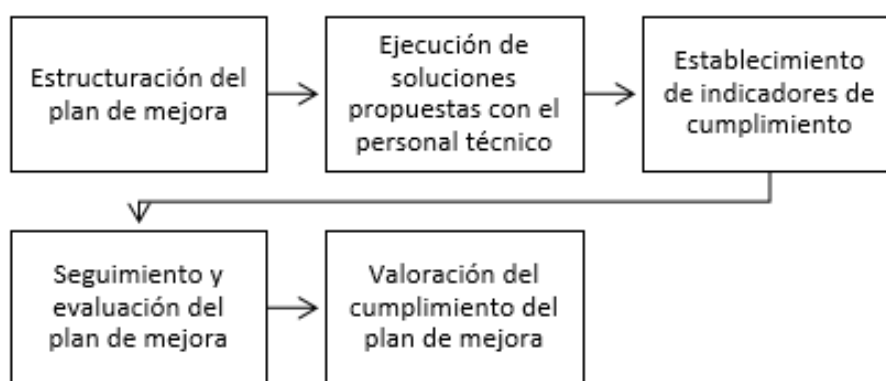 Estructuración del
plan de mejora
Ejecución de
soluciones
propuestas con el
personal técnico
Establecimiento
de indicadores de
cumplimiento
Seguimiento y
evaluación del
plan de mejora
Valoración del
cumplimiento del
plan de mejora